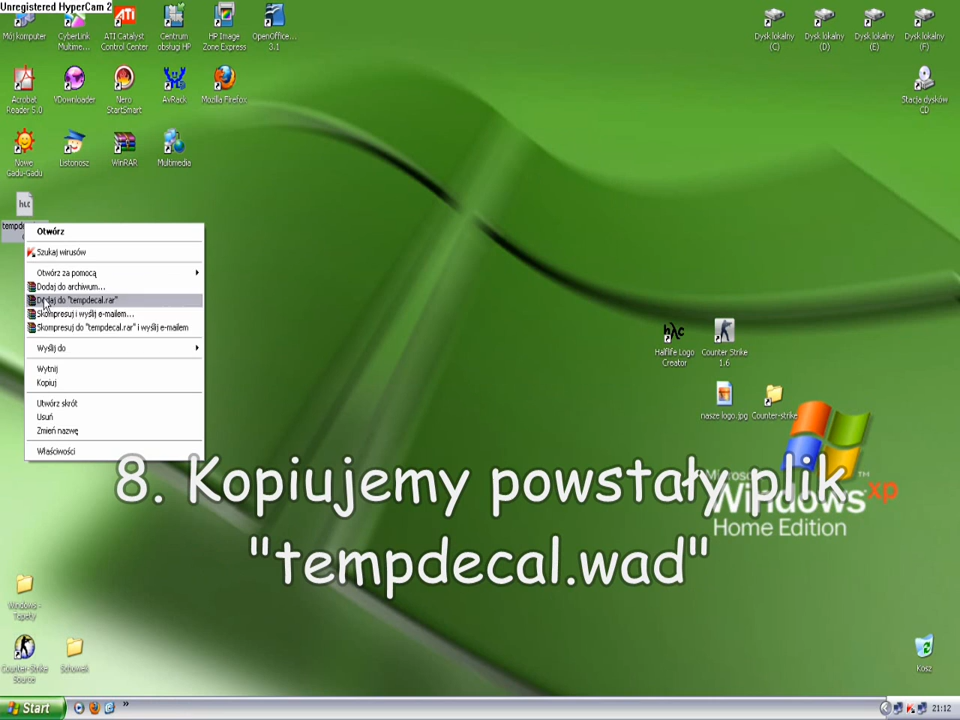 Unregistered HyperCam 2
Mój komputer
CyberLink Multime...
ATI Catalyst Control Center
Centrum obsługi HP
HP Image Zone Express
OpenOffice... 3.1
Dysk lokalny (C)
Dysk lokalny (D)
Dysk lokalny (E)
Dysk lokalny (F)
Acrobat Reader 5.0
VDownloader
Nero StartSmart
AvRack
Mozilla Firefox
Stacja dysków CD
Nowe Gadu-Gadu
Listonosz
WinRAR
Multimedia
hλc
Otwórz
Szukaj wirusów
Otwórz za pomocą
Dodaj do archiwum...
Dodaj do "tempdecal.rar"
Skompresuj i wyślij e-mailem...
Skompresuj do "tempdecal.rar" i wyślij e-mailem
Wyślij do
Wytnij
Kopiuj
Utwórz skrót
Usuń
Zmień nazwę
Właściwości
hλc
Halflife Logo Creator
Counter Strike 1.6
nasze logo.jpg
Counter-strike
8. Kopiujemy powstały plik
"tempdecal.wad"
Microsoft
Windows xp
Home Edition
Windows - Tapety
Counter-Strike Source
Schowek
Kosz
Start
21:12